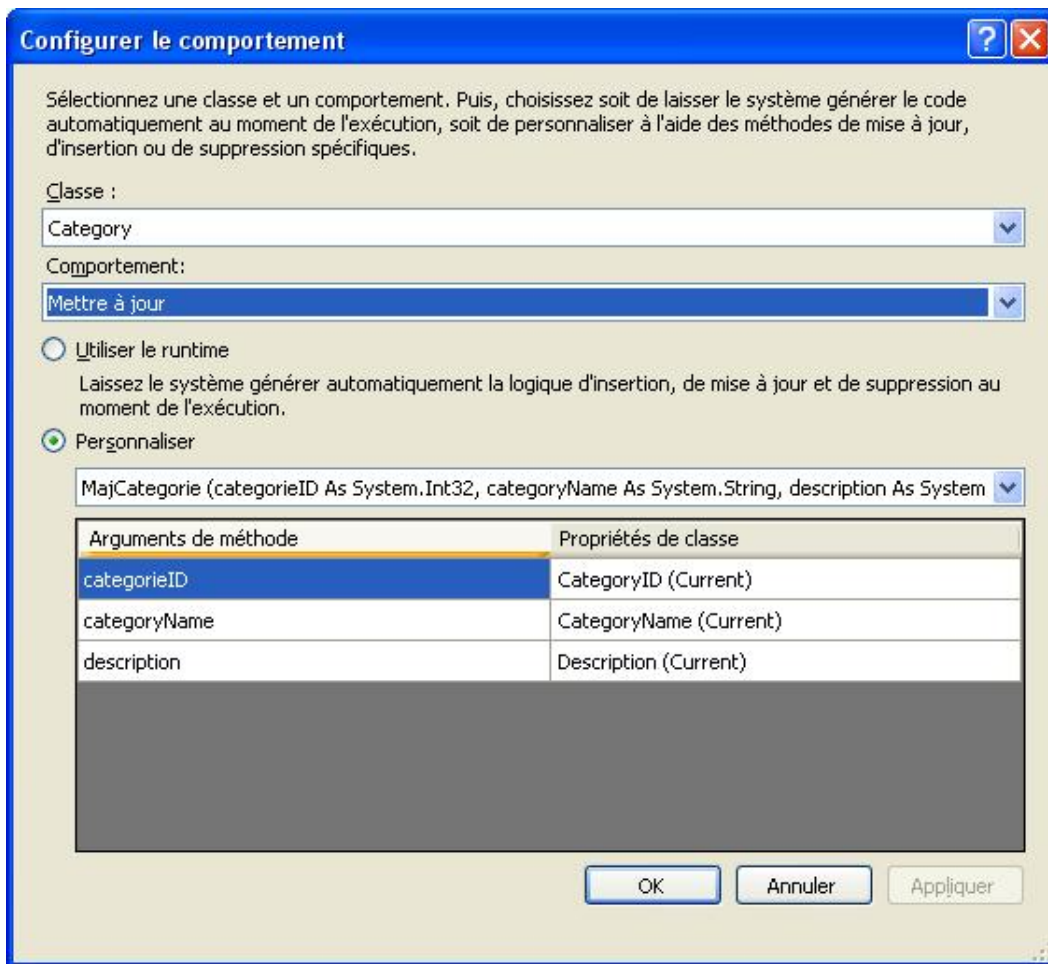 Configurer le comportement
Sélectionnez une classe et un comportement. Puis, choisissez soit de laisser le système générer le code
automatiquement au moment de l'exécution, soit de personnaliser à l'aide des méthodes de mise à jour,
d'insertion ou de suppression spécifiques.
Classe :
Category
Comportement:
Mettre à jour
Utiliser le runtime
Laissez le système générer automatiquement la logique d'insertion, de mise à jour et de suppression au
moment de l'exécution.
Personnaliser
MajCategorie (categorieID As System.Int32, categoryName As System.String, description As System
Arguments de méthode Propriétés de classe
categorieID CategoryID (Current)
categoryName CategoryName (Current)
description Description (Current)
OK Annuler Appliquer